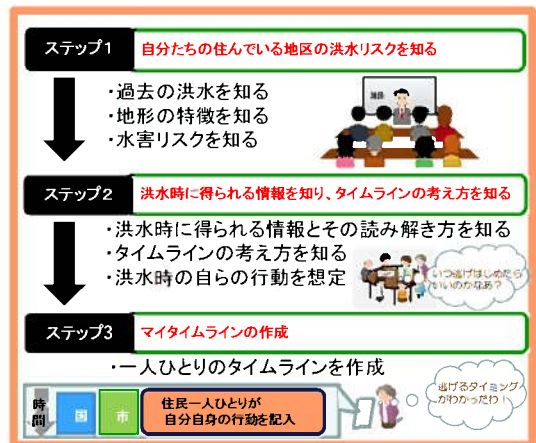 ステップ1
自分たちの住んでいる地区の洪水リスクを知る
・過去の洪水を知る
・地形の特徴を知る
・水害リスクを知る
ステップ2
洪水時に得られる情報を知り、タイムラインの考え方を知る
・洪水時に得られる情報とその読み解き方を知る
・タイムラインの考え方を知る
・洪水時の自らの行動を想定
いつ逃げはじめたら
いいのかなあ？
ステップ3
マイタイムラインの作成
・一人ひとりのタイムラインを作成
時間
国
市
住民一人ひとりが
自分自身の行動を記入
逃げるタイミング
がわかったわ！